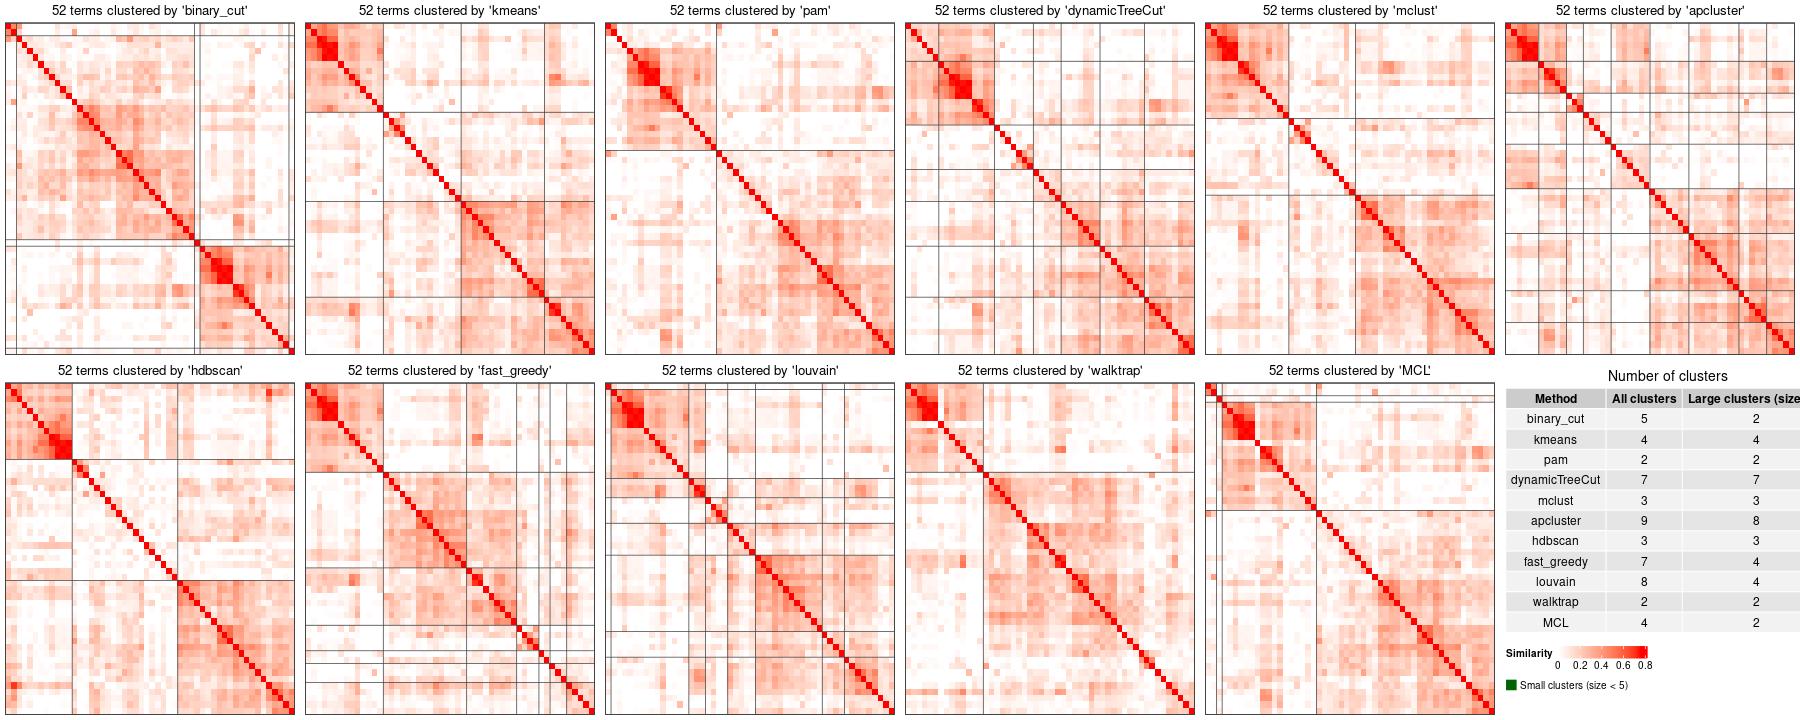 52 terms clustered by 'binary_cut'
52 terms clustered by 'kmeans'
52 terms clustered by 'pam'
52 terms clustered by 'dynamicTreeCut'
52 terms clustered by 'mclust'
52 terms clustered by 'apcluster'
52 terms clustered by 'hdbscan'
52 terms clustered by 'fast_greedy'
52 terms clustered by 'louvain'
52 terms clustered by 'walktrap'
52 terms clustered by 'MCL'
Number of clusters
Method All clusters Large clusters (size
binary_cut 5 2
kmeans 4 4
pam 2 2
dynamicTreeCut 7 7
mclust 3 3
apcluster 9 8
hdbscan 3 3
fast_greedy 7 4
louvain 8 4
walktrap 2 2
MCL 4 2
Similarity
0 0.2 0.4 0.6 0.8
Small clusters (size < 5)